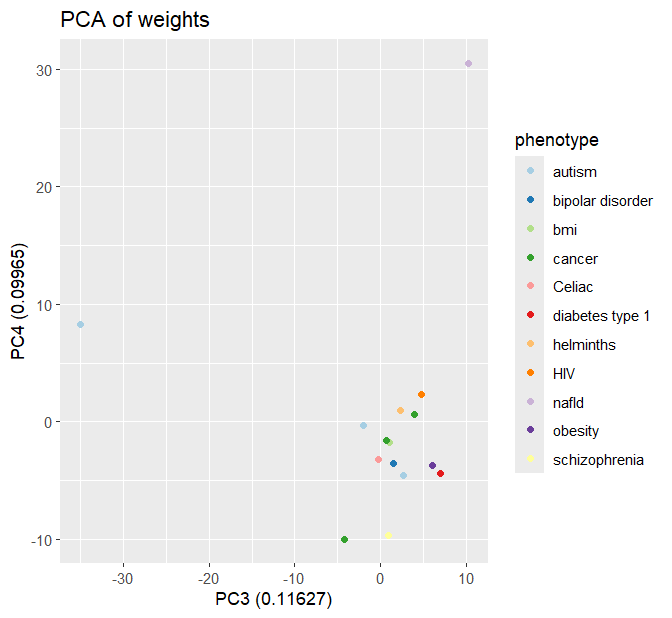 PCA of weights
30
20
10
0
-10
PC4 (0.09965)
-30
-20
-10
0
10
PC3 (0.11627)
phenotype
autism
bipolar disorder
bmi
cancer
Celiac
diabetes type 1
helminths
HIV
nafld
obesity
schizophrenia